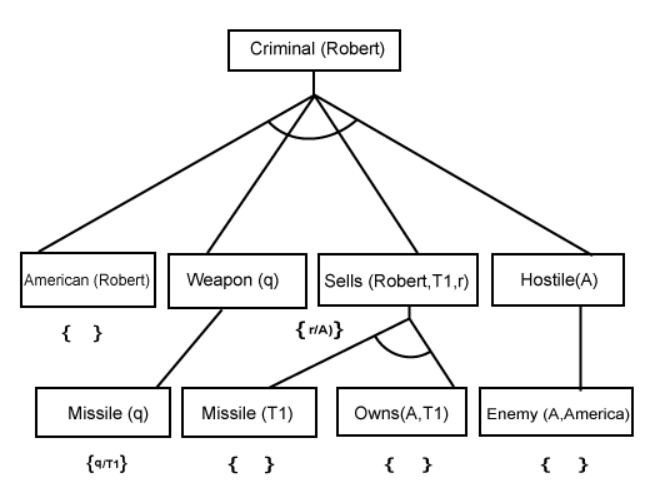 Criminal (Robert)
American (Robert)
Weapon (q)
Sells (Robert,T1,r)
Hostile(A)
{ }
{ r/A)}
Missile (q)
Missile (T1)
Owns(A,T1)
Enemy (A,America)
{q/T1}
{ }
{ }
{ }